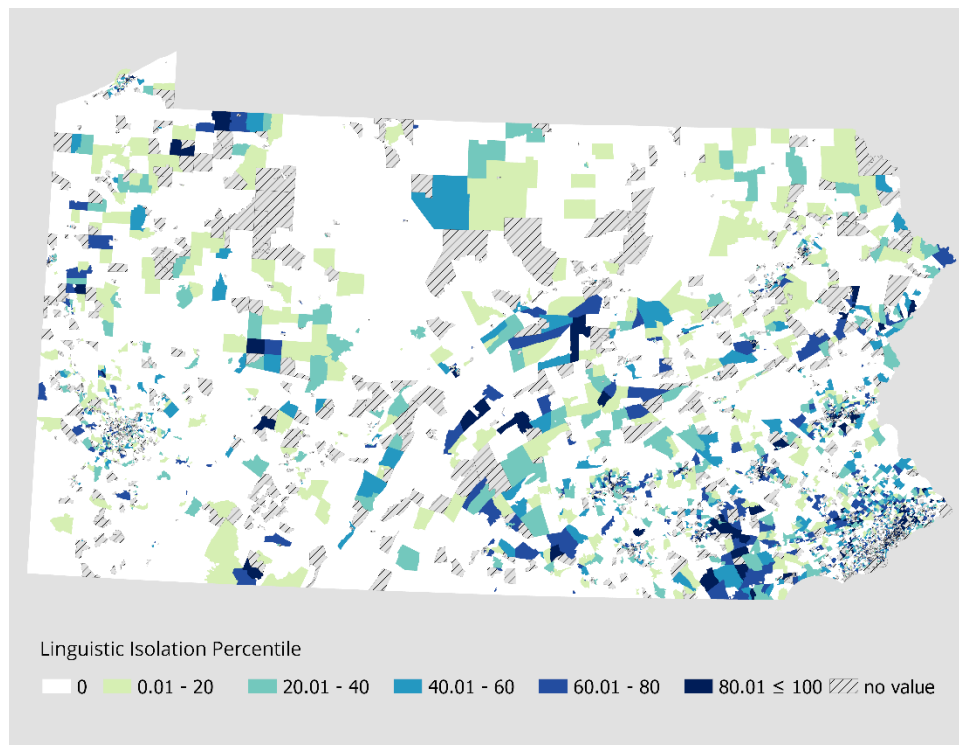 Linguistic Isolation Percentile
0 0.01 - 20 20.01 - 40 40.01 - 60 60.01 - 80 80.01 ≤ 100 no value